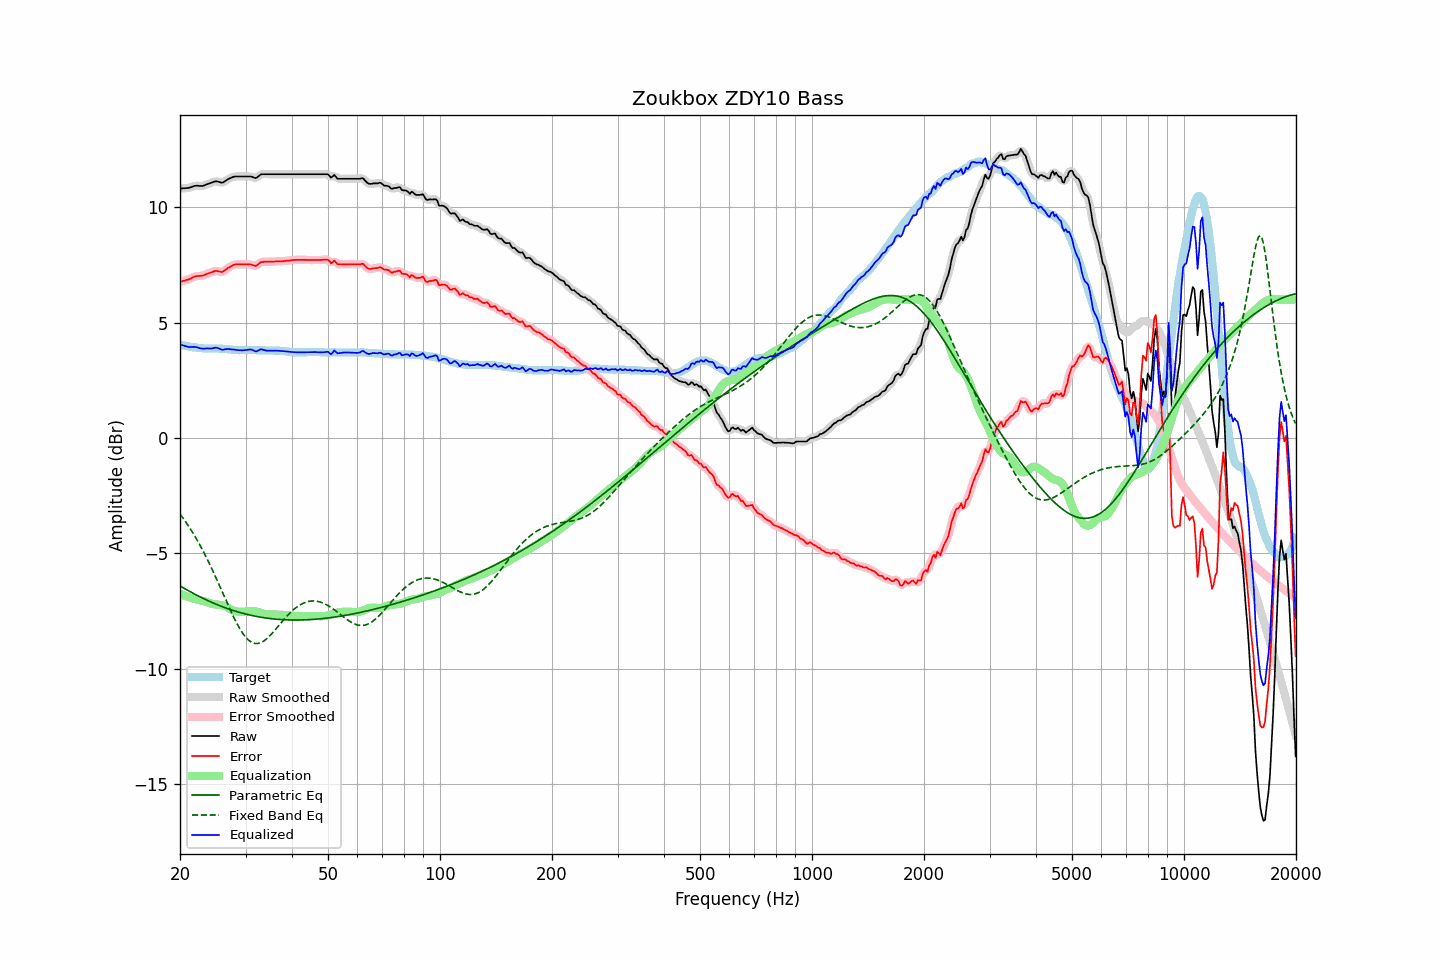 Zoukbox ZDY10 Bass
Amplitude (dBr)
10
5
0
−5
−10
−15
Target
Raw Smoothed
Error Smoothed
Raw
Error
Equalization
Parametric Eq
Fixed Band Eq
Equalized
20 50 100 200 500 1000 2000 5000 10000 20000
Frequency (Hz)